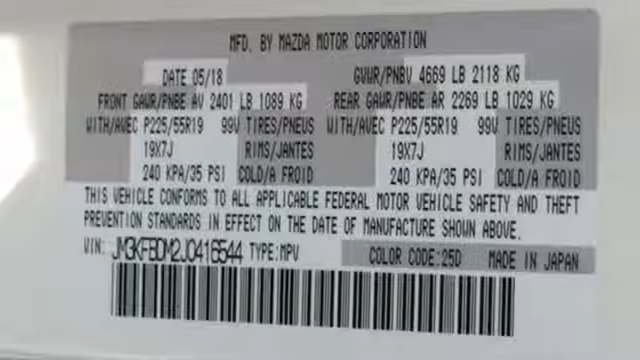 MFD. BY MAZDA MOTOR CORPORATION
DATE 05/18 GVWR/PNBV 4669 LB 2118 KG
FRONT GAWR/PNBE AV 2401 LB 1089 KG REAR GAWR/PNBE AR 2269 LB 1029 KG
WITH/AVEC P225/55R19 99V TIRES/PNEUS WITH/AVEC P225/55R19 99V TIRES/PNEUS
19X7J RIMS/JANTES 19X7J RIMS/JANTES
240 KPA/35 PSI COLD/A FROID 240 KPA/35 PSI COLD/A FROID
THIS VEHICLE CONFORMS TO ALL APPLICABLE FEDERAL MOTOR VEHICLE SAFETY AND THEFT
PREVENTION STANDARDS IN EFFECT ON THE DATE OF MANUFACTURE SHOWN ABOVE.
VIN: JM3KFBDM2J0416544 TYPE:MPV COLOR CODE:25D MADE IN JAPAN